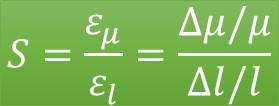 S = ε_μ / ε_l = (Δμ/μ) / (Δl/l)